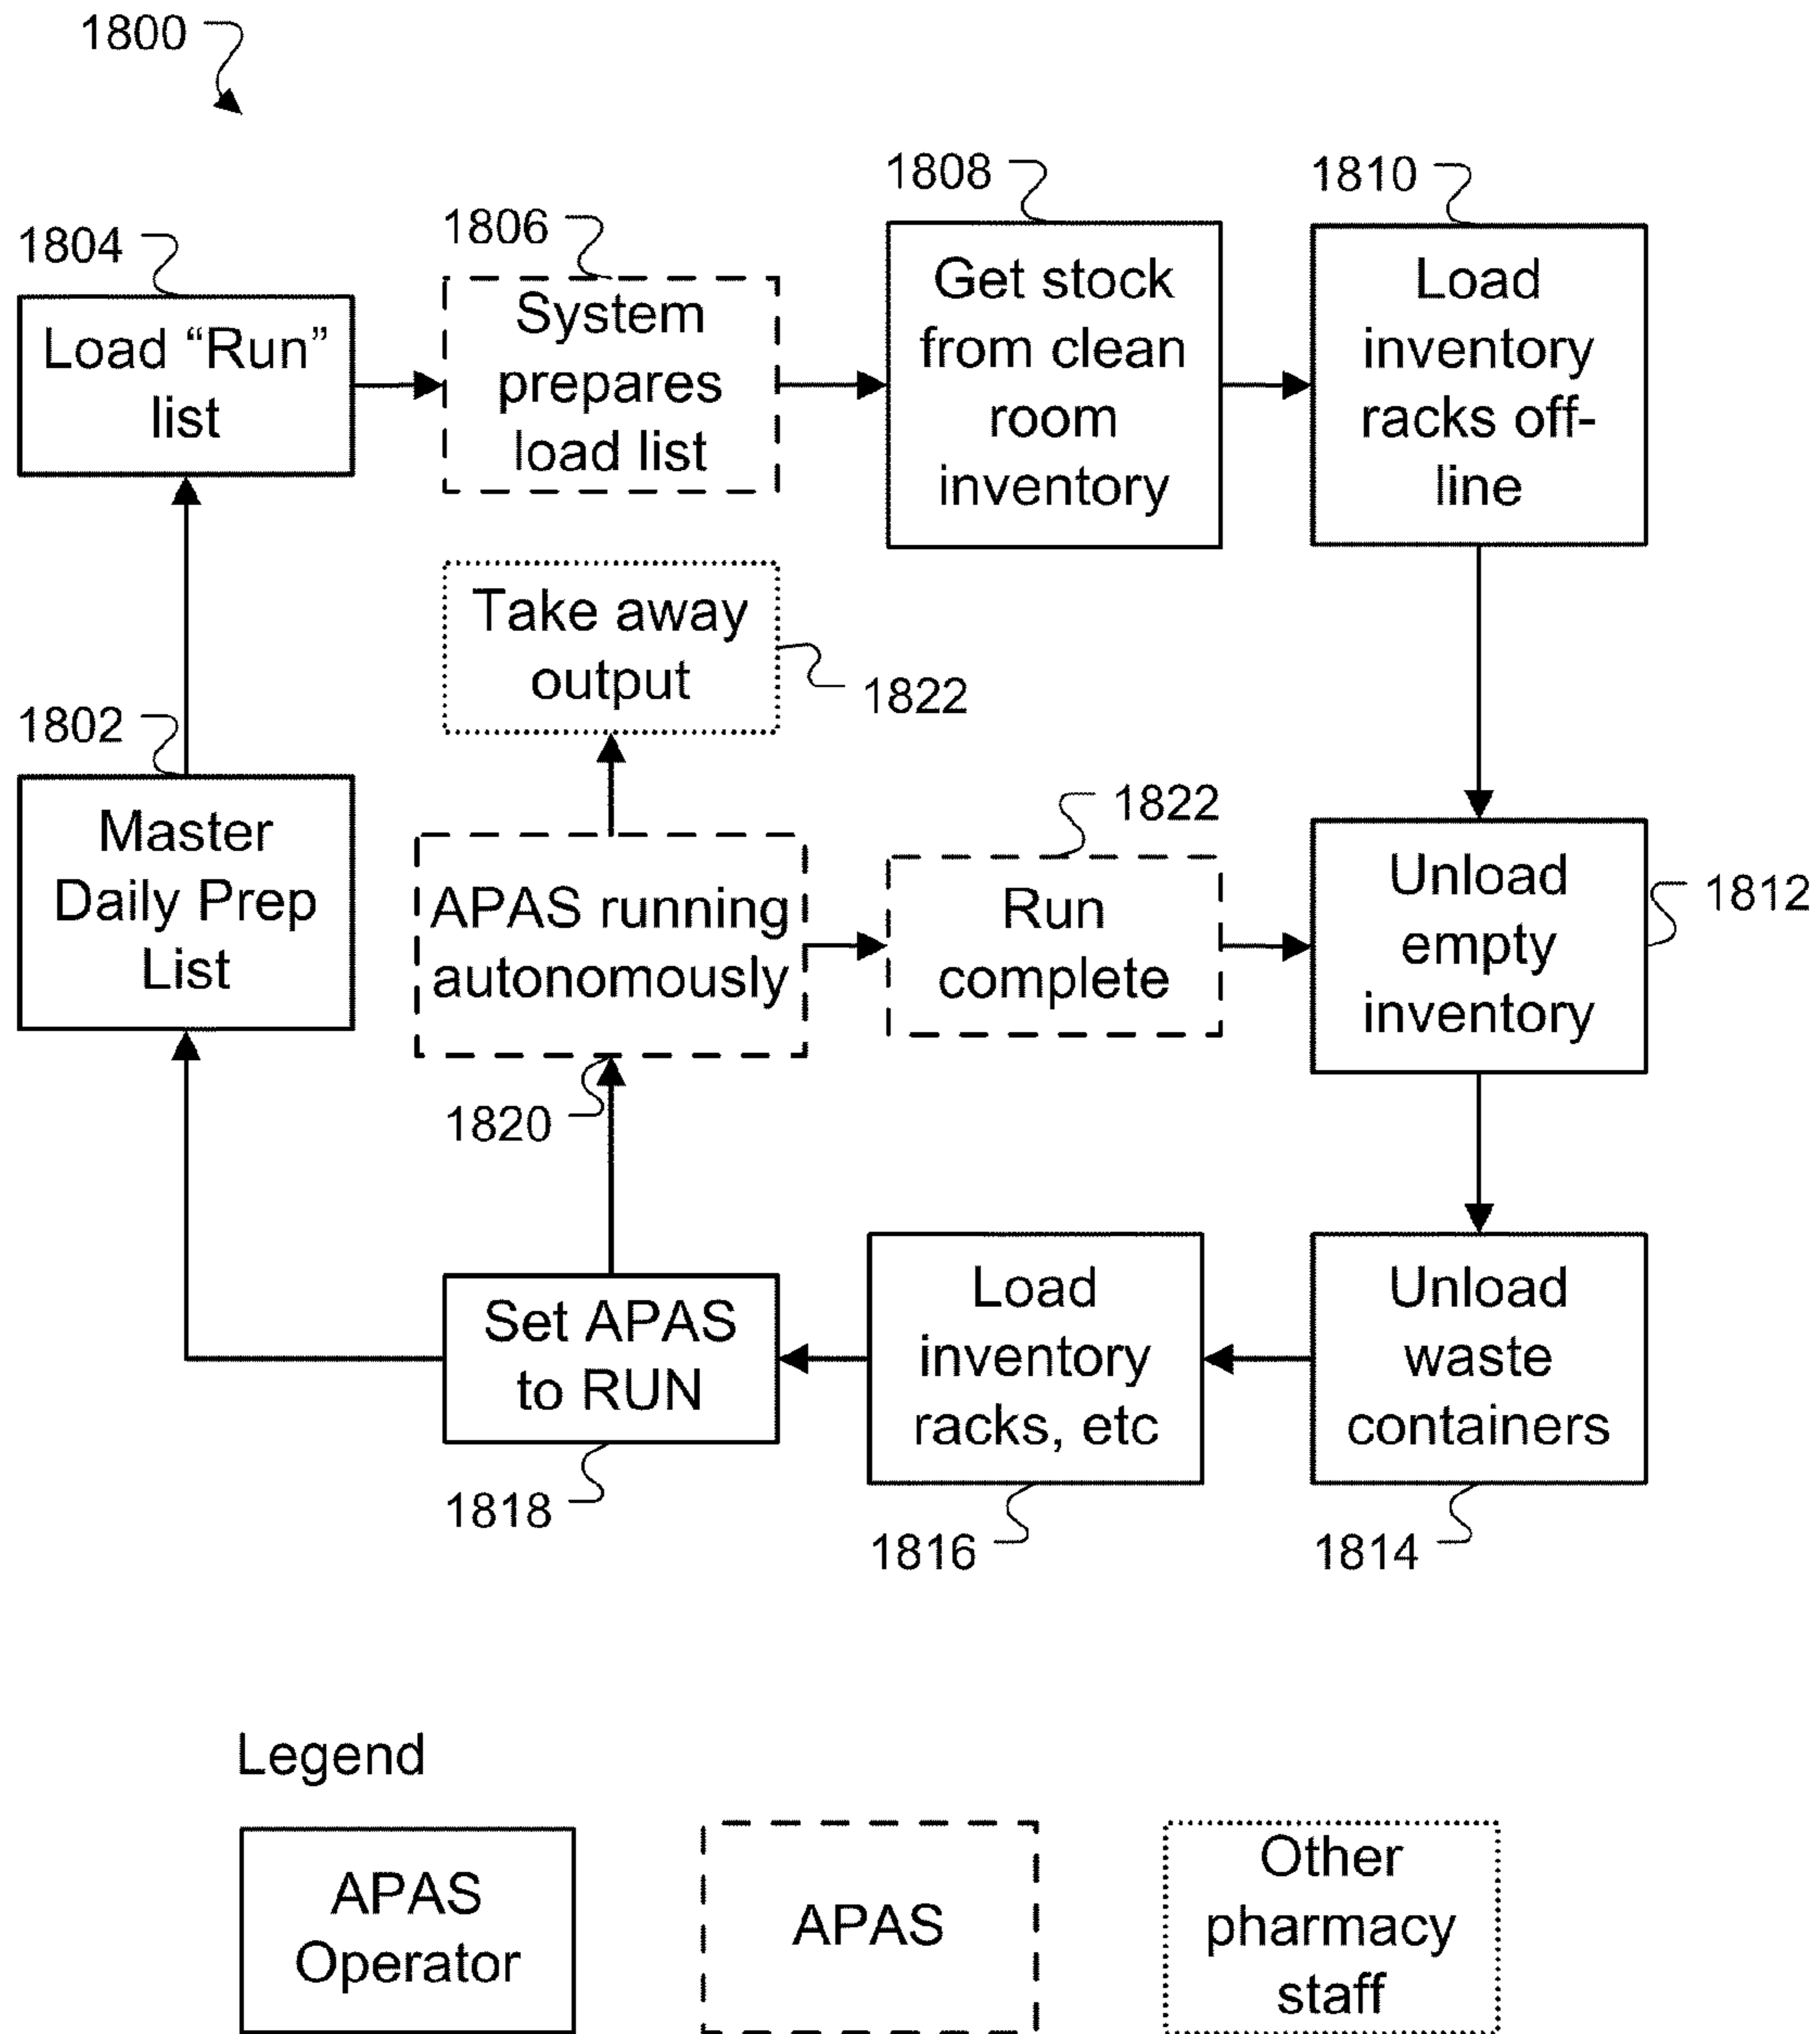 1800
1804
Load “Run”
list
1806
System
prepares
load list
1808
Get stock
from clean
room
inventory
1810
Load
inventory
racks off-
line
Take away
output
1822
1802
Master
Daily Prep
List
APAS running
autonomously
1820
1822
Run
complete
Unload
empty
inventory
1812
Set APAS
to RUN
1818
Load
inventory
racks, etc
1816
Unload
waste
containers
1814
Legend
APAS
Operator
APAS
Other
pharmacy
staff